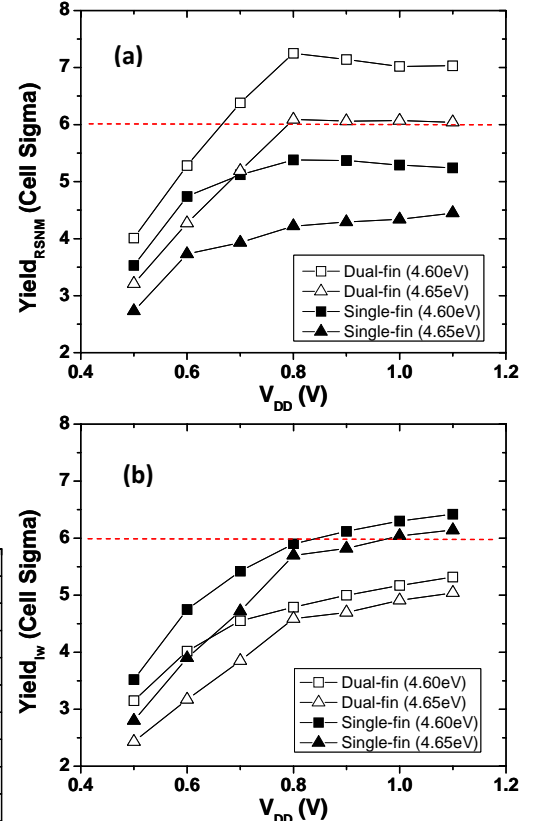 (a)
Yield_RSNM (Cell Sigma)
8
7
6
5
4
3
2
Dual-fin (4.60eV)
Dual-fin (4.65eV)
Single-fin (4.60eV)
Single-fin (4.65eV)
0.4 0.6 0.8 1.0 1.2
V_DD (V)
(b)
Yield_Iw (Cell Sigma)
8
7
6
5
4
3
2
Dual-fin (4.60eV)
Dual-fin (4.65eV)
Single-fin (4.60eV)
Single-fin (4.65eV)
0.4 0.6 0.8 1.0 1.2
V_DD (V)